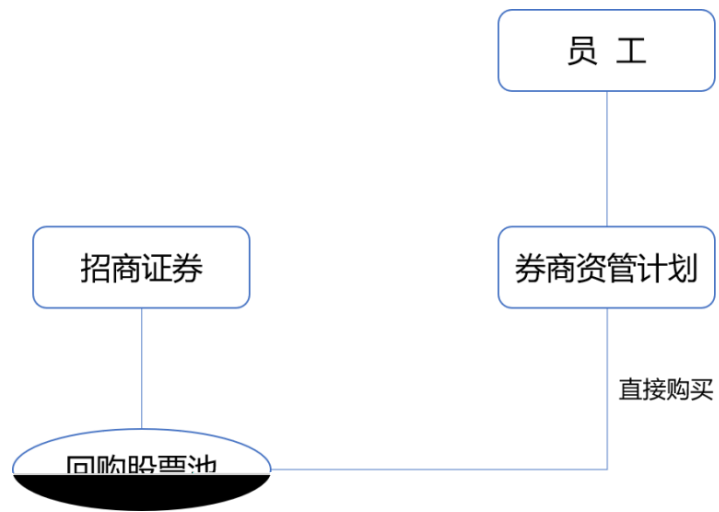 员 工
招商证券
券商资管计划
直接购买
回购股票池